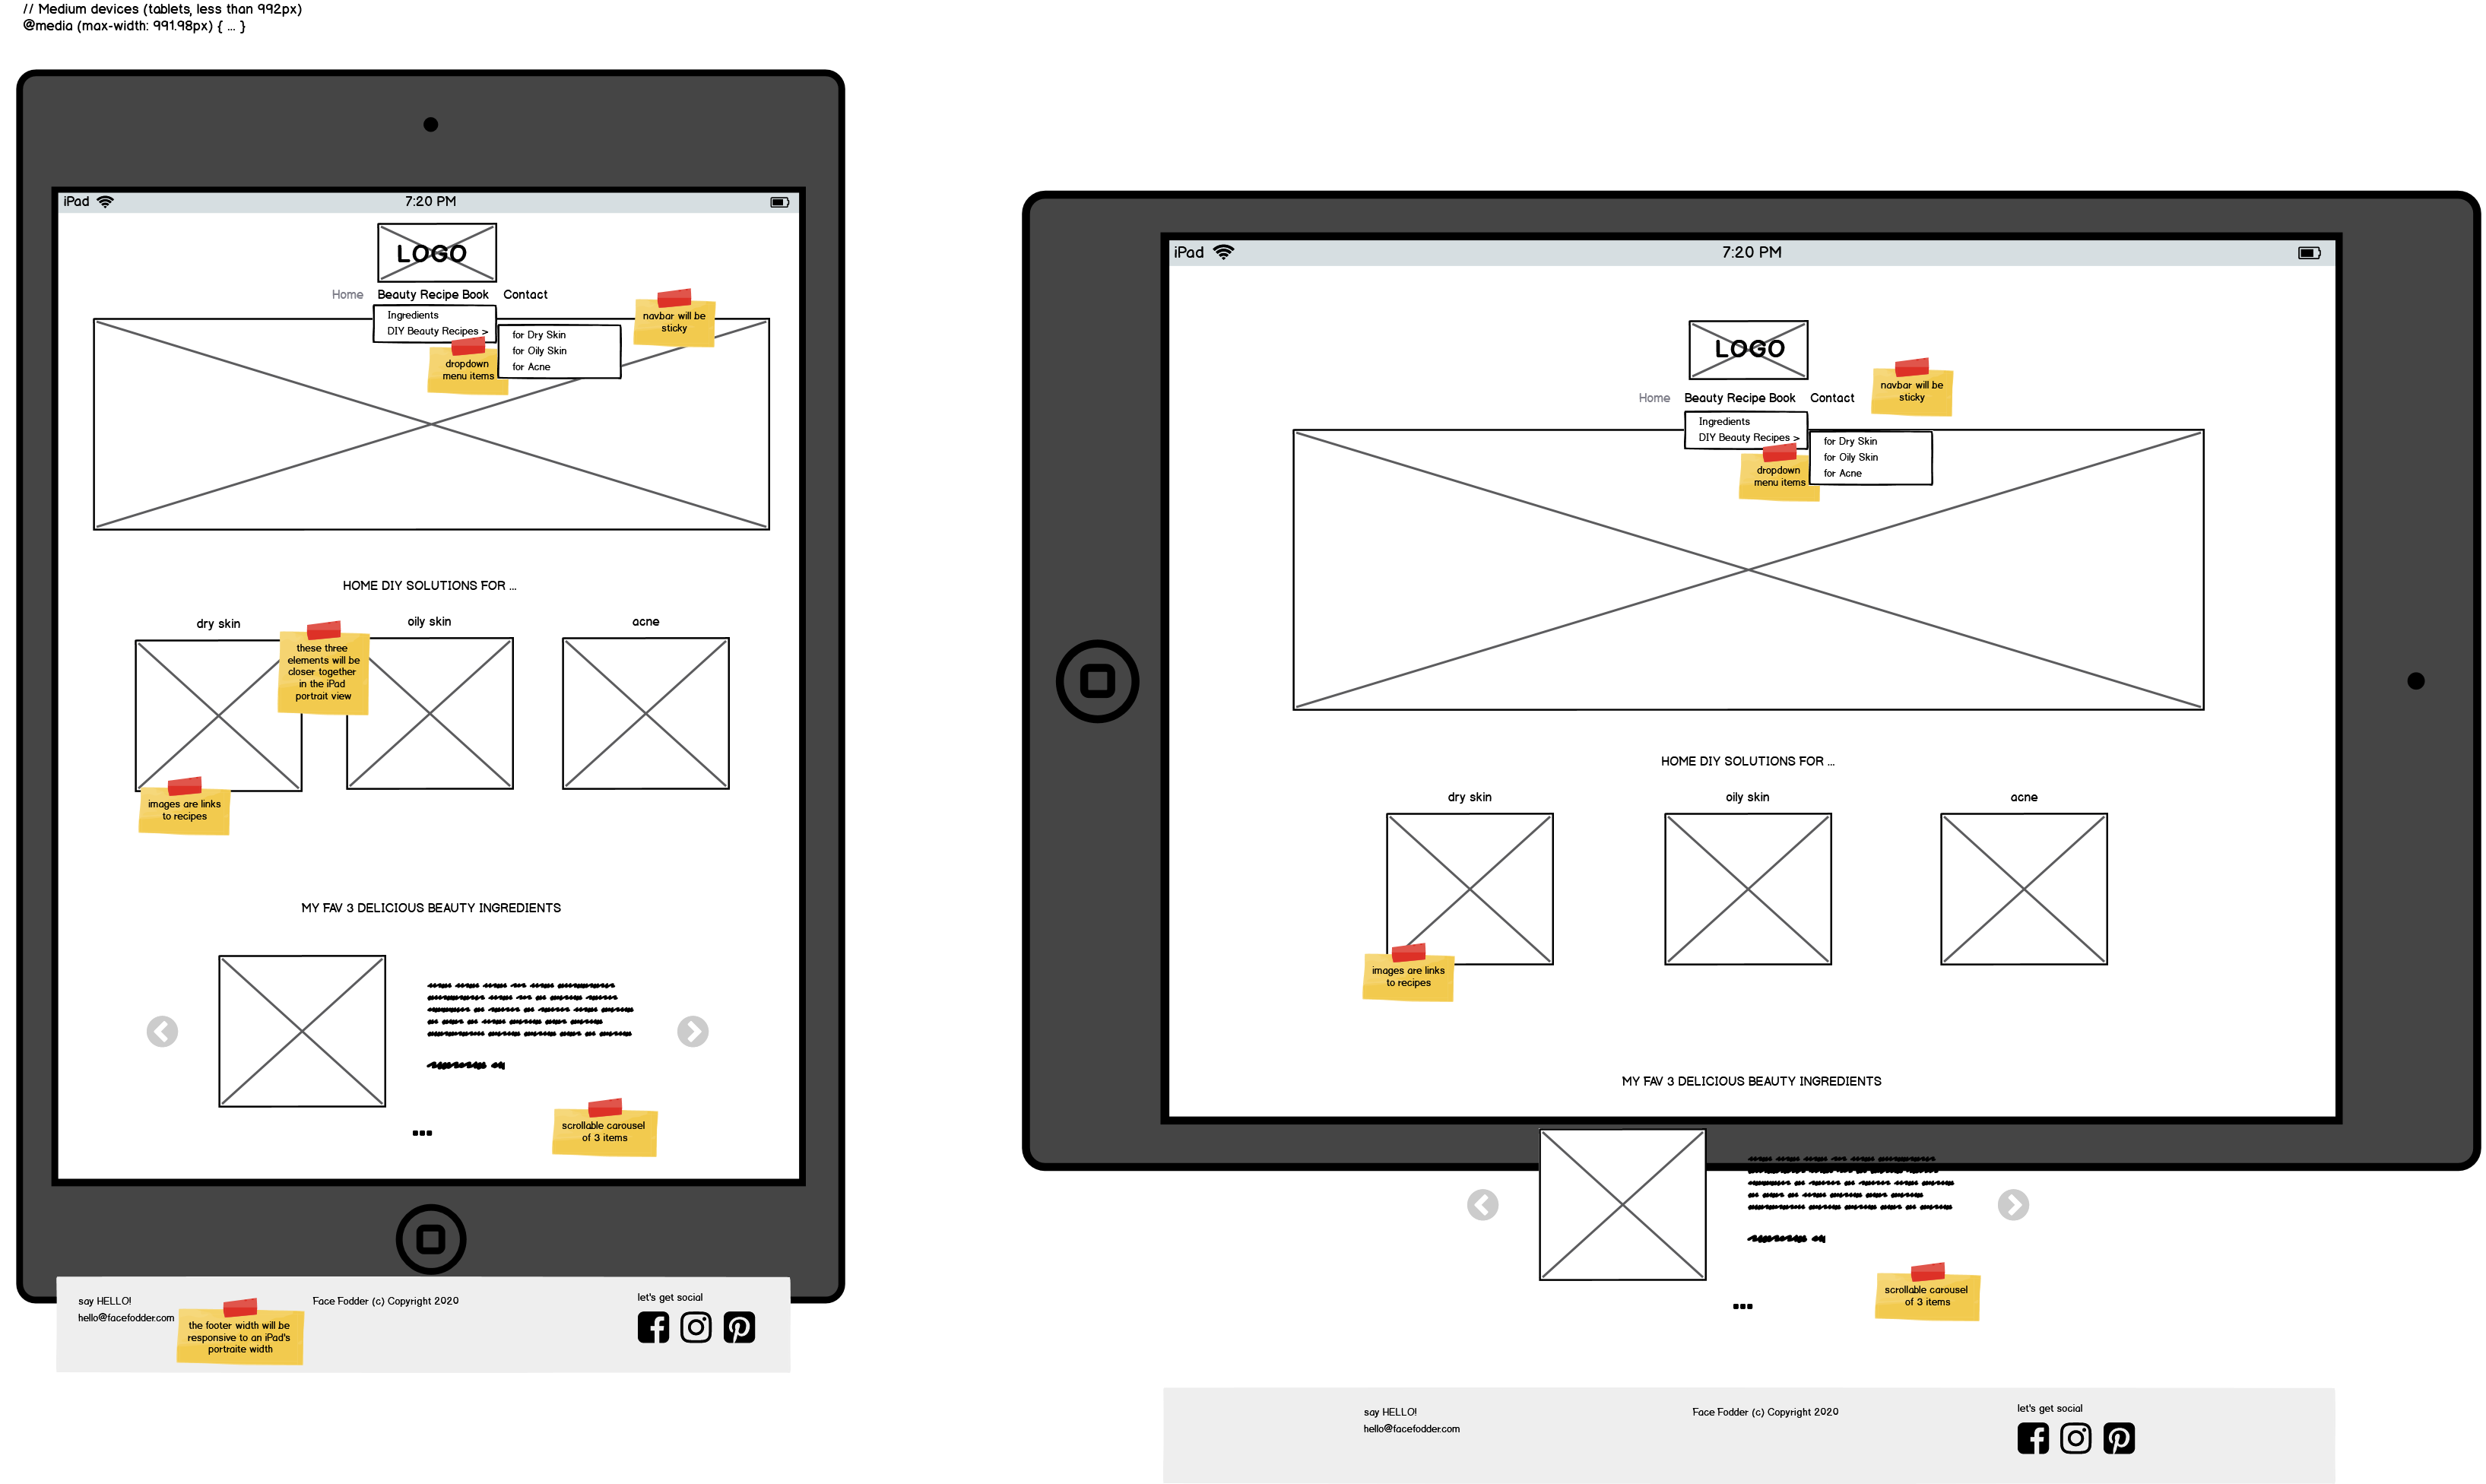 // Medium devices (tablets, less than 992px)
@media (max-width: 991.98px) { ... }
iPad 7:20 PM
LOGO
Home Beauty Recipe Book Contact
Ingredients
DIY Beauty Recipes >
for Dry Skin
for Oily Skin
for Acne
navbar will be
sticky
dropdown
menu items
HOME DIY SOLUTIONS FOR ...
dry skin oily skin acne
these three
elements will be
closer together
in the iPad
portrait view
images are links
to recipes
MY FAV 3 DELICIOUS BEAUTY INGREDIENTS
scrollable carousel
of 3 items
say HELLO!
hello@facefodder.com
the footer width will be
responsive to an iPad's
portraite width
Face Fodder (c) Copyright 2020
let's get social
iPad 7:20 PM
LOGO
Home Beauty Recipe Book Contact
Ingredients
DIY Beauty Recipes >
for Dry Skin
for Oily Skin
for Acne
navbar will be
sticky
dropdown
menu items
HOME DIY SOLUTIONS FOR ...
dry skin oily skin acne
images are links
to recipes
MY FAV 3 DELICIOUS BEAUTY INGREDIENTS
scrollable carousel
of 3 items
say HELLO!
hello@facefodder.com
Face Fodder (c) Copyright 2020
let's get social